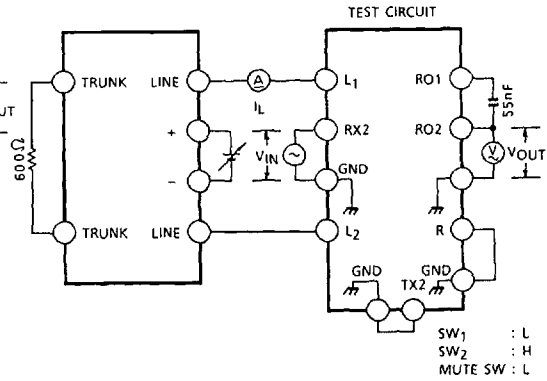 TEST CIRCUIT
TRUNK
LINE
A
IL
L1
RO1
55nF
UT
+
VIN
RX2
RO2
V
VOUT
600Ω
−
GND
TRUNK
LINE
L2
R
GND
TX2
GND
SW1 : L
SW2 : H
MUTE SW : L